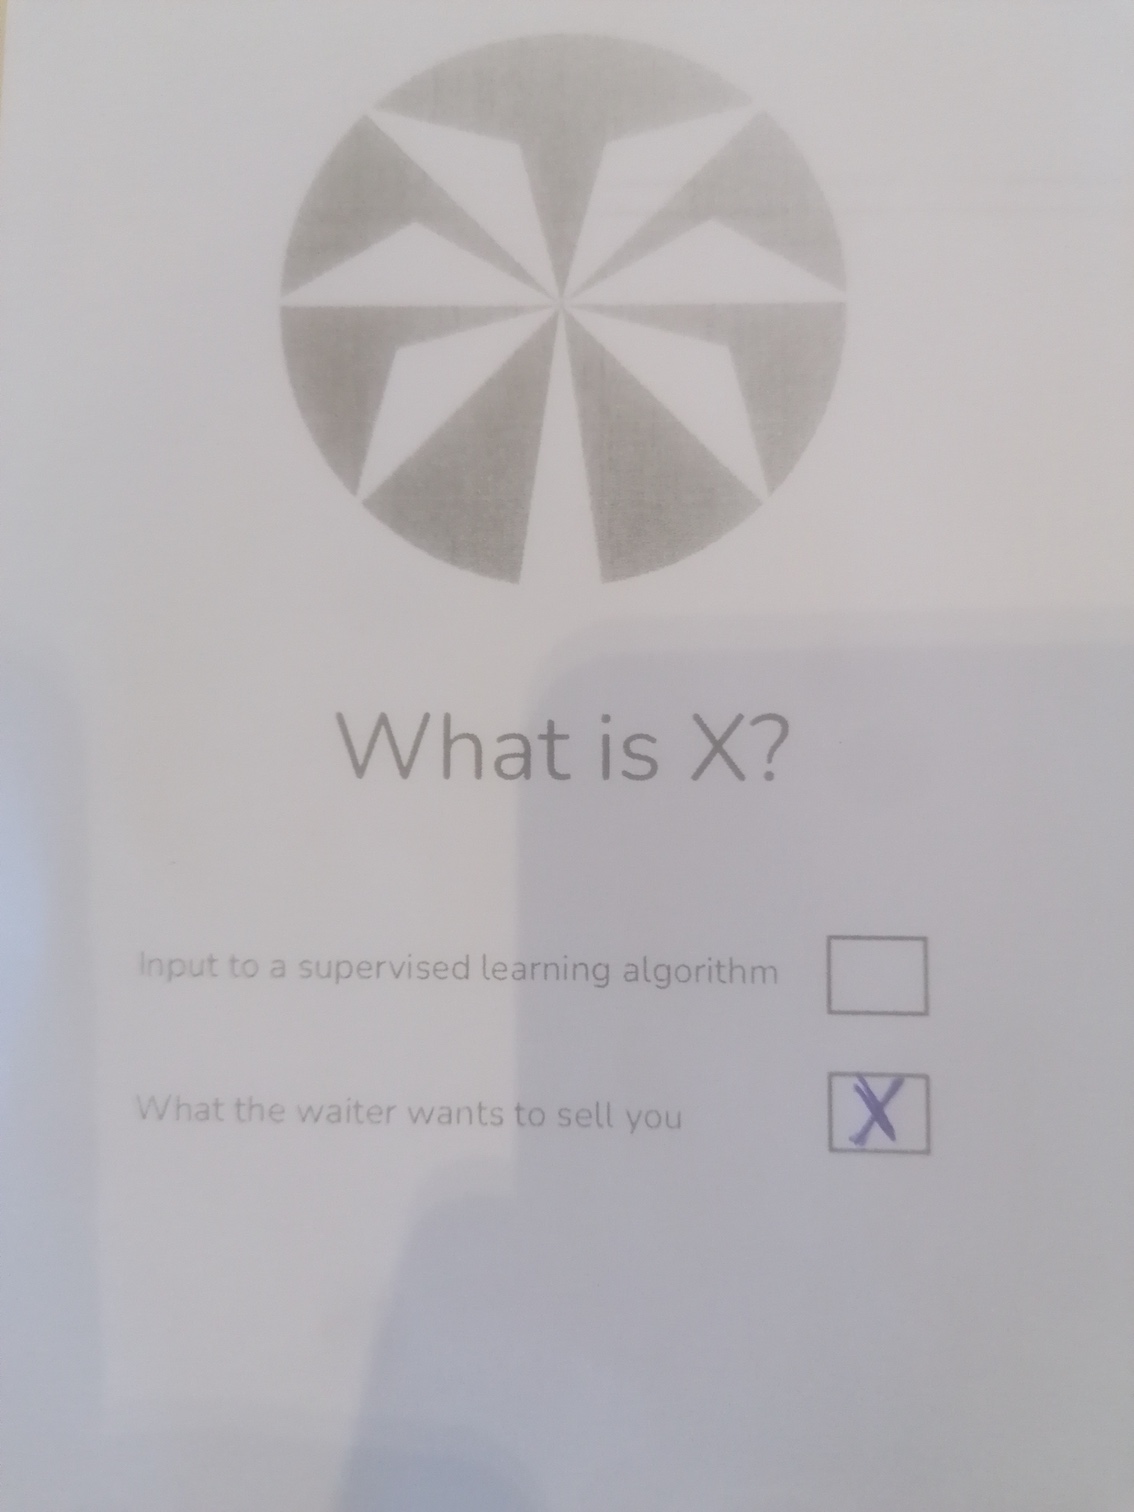 What is X?
Input to a supervised learning algorithm
What the waiter wants to sell you X